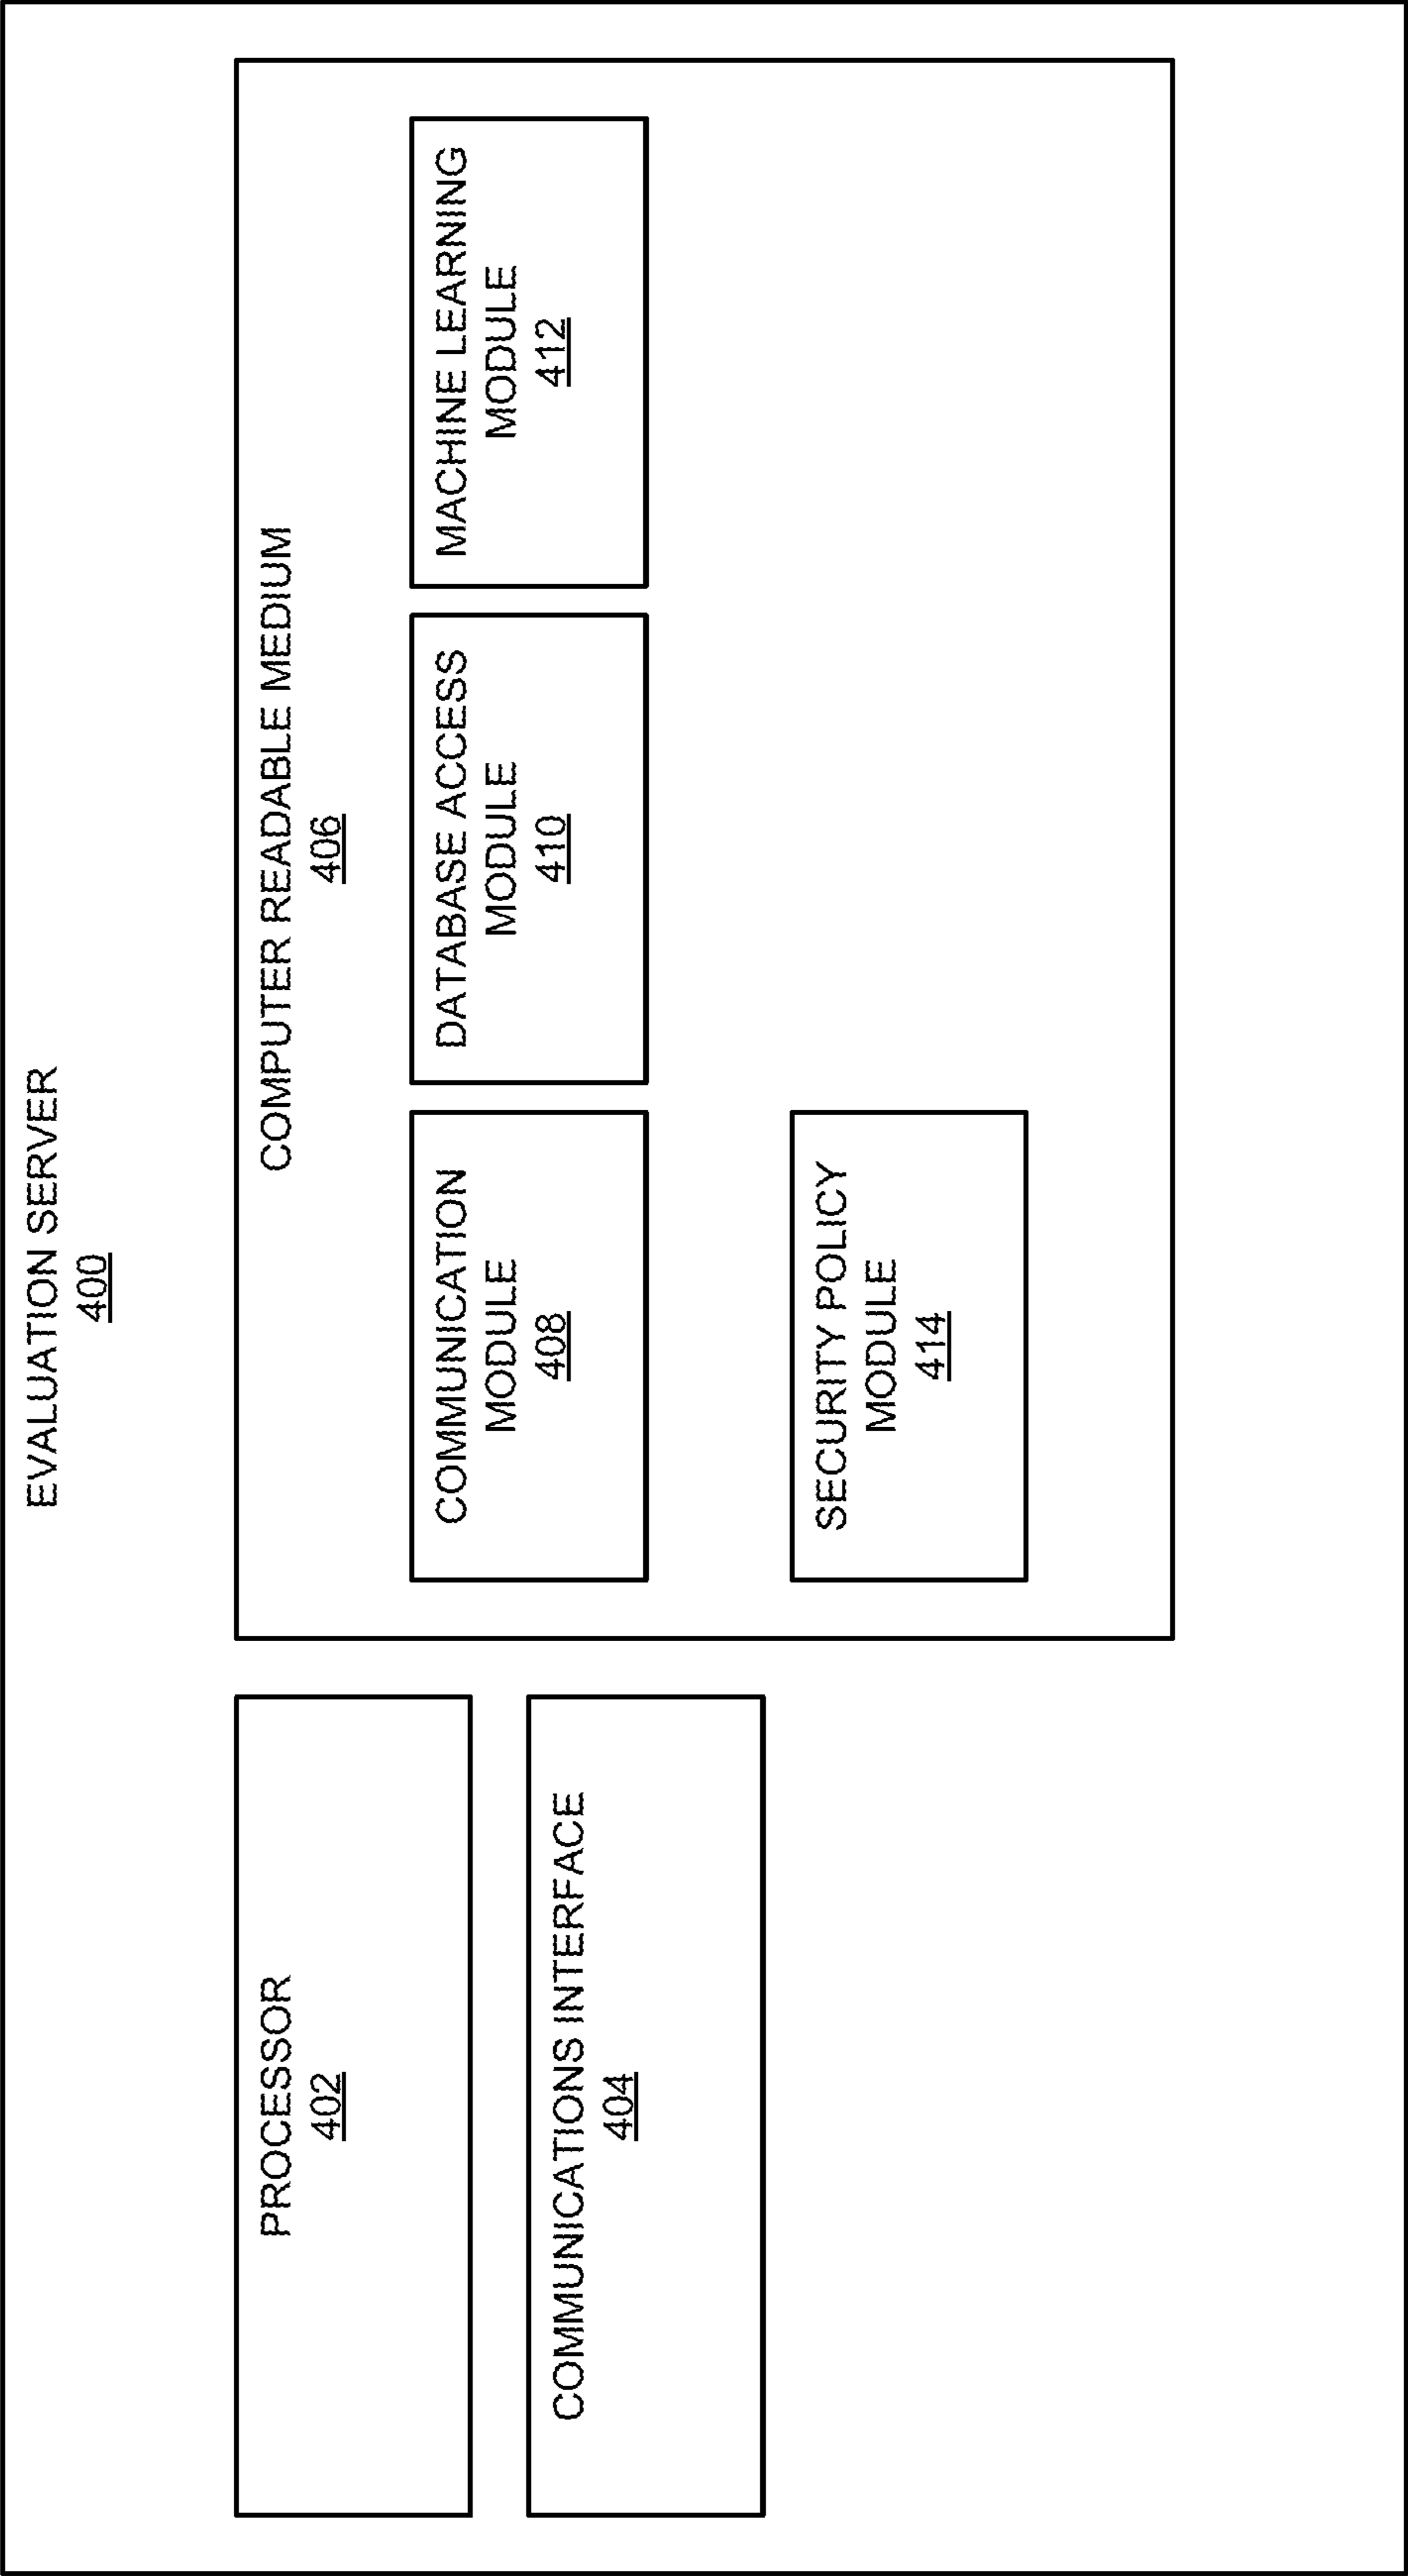 EVALUATION SERVER
400
PROCESSOR
402
COMMUNICATIONS INTERFACE
404
COMPUTER READABLE MEDIUM
406
COMMUNICATION
MODULE
408
DATABASE ACCESS
MODULE
410
MACHINE LEARNING
MODULE
412
SECURITY POLICY
MODULE
414